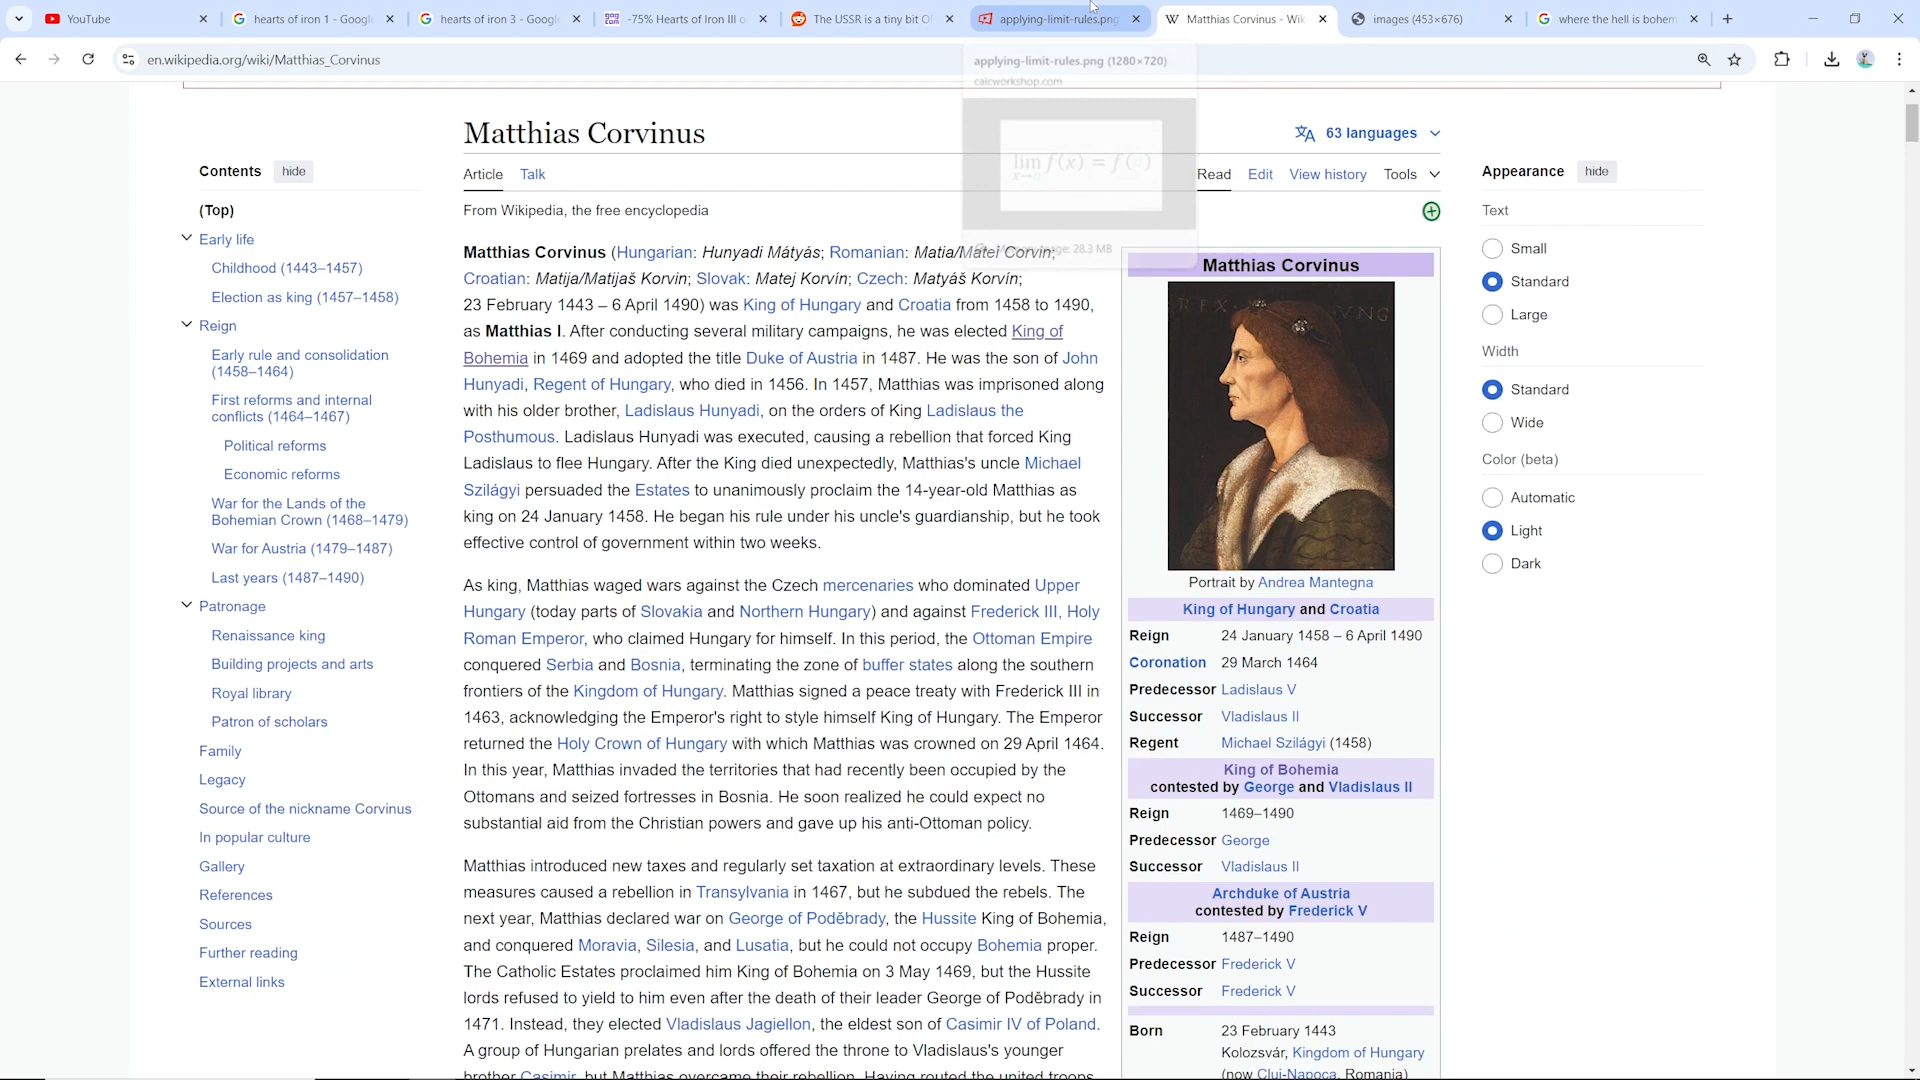 YouTube
hearts of iron 1 - Google
hearts of iron 3 - Google
-75% Hearts of Iron III o
The USSR is a tiny bit O
applying-limit-rules.png
Matthias Corvinus - Wik
images (453×676)
where the hell is bohem
en.wikipedia.org/wiki/Matthias_Corvinus
applying-limit-rules.png (1280×720)
calcworkshop.com
lim f(x) = f(
Memory usage: 28.3 MB
Matthias Corvinus
63 languages
Article
Talk
Read
Edit
View history
Tools
From Wikipedia, the free encyclopedia
Contents
hide
(Top)
Early life
Childhood (1443–1457)
Election as king (1457–1458)
Reign
Early rule and consolidation
(1458–1464)
First reforms and internal
conflicts (1464–1467)
Political reforms
Economic reforms
War for the Lands of the
Bohemian Crown (1468–1479)
War for Austria (1479–1487)
Last years (1487–1490)
Patronage
Renaissance king
Building projects and arts
Royal library
Patron of scholars
Family
Legacy
Source of the nickname Corvinus
In popular culture
Gallery
References
Sources
Further reading
External links
Matthias Corvinus (Hungarian: Hunyadi Mátyás; Romanian: Matia/Matei Corvin;
Croatian: Matija/Matijaš Korvin; Slovak: Matej Korvín; Czech: Matyáš Korvín;
23 February 1443 – 6 April 1490) was King of Hungary and Croatia from 1458 to 1490,
as Matthias I. After conducting several military campaigns, he was elected King of
Bohemia in 1469 and adopted the title Duke of Austria in 1487. He was the son of John
Hunyadi, Regent of Hungary, who died in 1456. In 1457, Matthias was imprisoned along
with his older brother, Ladislaus Hunyadi, on the orders of King Ladislaus the
Posthumous. Ladislaus Hunyadi was executed, causing a rebellion that forced King
Ladislaus to flee Hungary. After the King died unexpectedly, Matthias's uncle Michael
Szilágyi persuaded the Estates to unanimously proclaim the 14-year-old Matthias as
king on 24 January 1458. He began his rule under his uncle's guardianship, but he took
effective control of government within two weeks.
As king, Matthias waged wars against the Czech mercenaries who dominated Upper
Hungary (today parts of Slovakia and Northern Hungary) and against Frederick III, Holy
Roman Emperor, who claimed Hungary for himself. In this period, the Ottoman Empire
conquered Serbia and Bosnia, terminating the zone of buffer states along the southern
frontiers of the Kingdom of Hungary. Matthias signed a peace treaty with Frederick III in
1463, acknowledging the Emperor's right to style himself King of Hungary. The Emperor
returned the Holy Crown of Hungary with which Matthias was crowned on 29 April 1464.
In this year, Matthias invaded the territories that had recently been occupied by the
Ottomans and seized fortresses in Bosnia. He soon realized he could expect no
substantial aid from the Christian powers and gave up his anti-Ottoman policy.
Matthias introduced new taxes and regularly set taxation at extraordinary levels. These
measures caused a rebellion in Transylvania in 1467, but he subdued the rebels. The
next year, Matthias declared war on George of Poděbrady, the Hussite King of Bohemia,
and conquered Moravia, Silesia, and Lusatia, but he could not occupy Bohemia proper.
The Catholic Estates proclaimed him King of Bohemia on 3 May 1469, but the Hussite
lords refused to yield to him even after the death of their leader George of Poděbrady in
1471. Instead, they elected Vladislaus Jagiellon, the eldest son of Casimir IV of Poland.
A group of Hungarian prelates and lords offered the throne to Vladislaus's younger
brother Casimir, but Matthias overcame their rebellion. Having routed the united troops
Matthias Corvinus
REX VNG
Portrait by Andrea Mantegna
King of Hungary and Croatia
Reign 24 January 1458 – 6 April 1490
Coronation 29 March 1464
Predecessor Ladislaus V
Successor Vladislaus II
Regent Michael Szilágyi (1458)
King of Bohemia
contested by George and Vladislaus II
Reign 1469–1490
Predecessor George
Successor Vladislaus II
Archduke of Austria
contested by Frederick V
Reign 1487–1490
Predecessor Frederick V
Successor Frederick V
Born 23 February 1443
Kolozsvár, Kingdom of Hungary
(now Cluj-Napoca, Romania)
Appearance
hide
Text
Small
Standard
Large
Width
Standard
Wide
Color (beta)
Automatic
Light
Dark